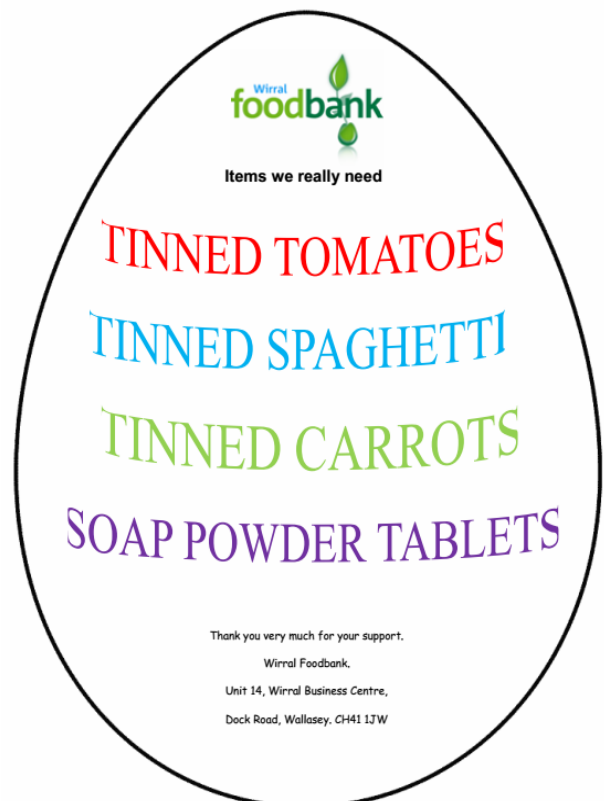 Wirral
foodbank
Items we really need
TINNED TOMATOES
TINNED SPAGHETTI
TINNED CARROTS
SOAP POWDER TABLETS
Thank you very much for your support.
Wirral Foodbank.
Unit 14, Wirral Business Centre,
Dock Road, Wallasey. CH41 1JW